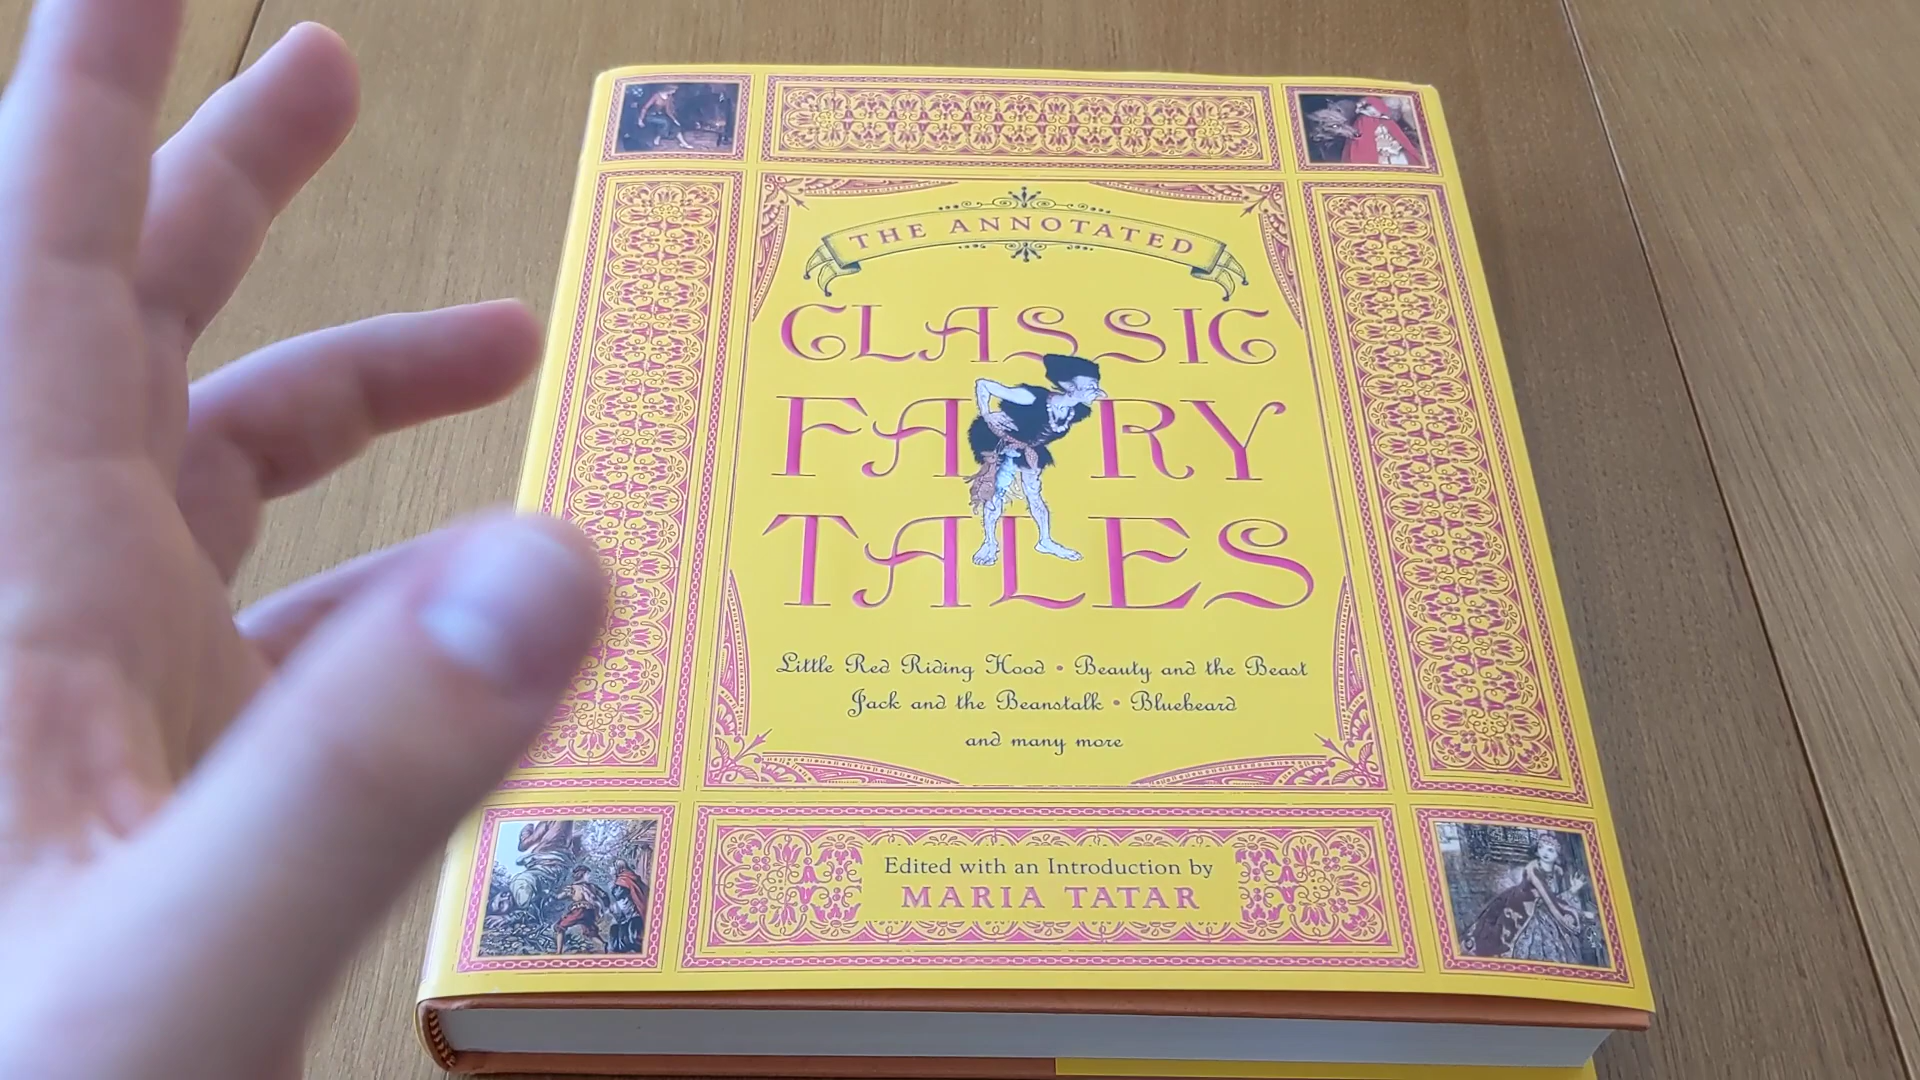 THE ANNOTATED
CLASSIC
FAIRY
TALES
Little Red Riding Hood • Beauty and the Beast
Jack and the Beanstalk • Bluebeard
and many more
Edited with an Introduction by
MARIA TATAR